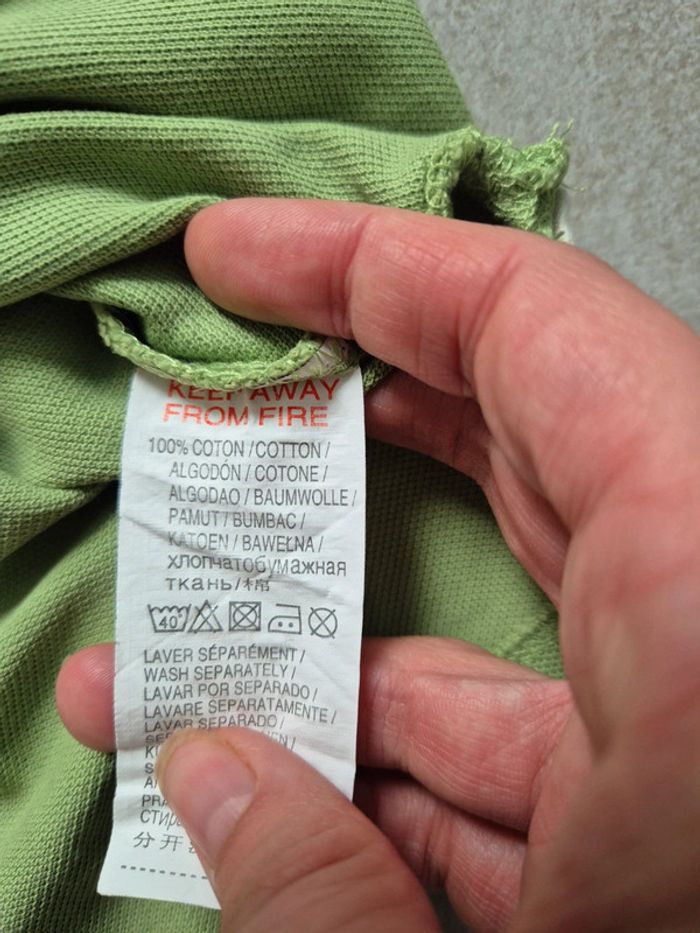 KEEP AWAY
FROM FIRE
100% COTON / COTTON /
ALGODÓN / COTONE /
ALGODAO / BAUMWOLLE /
PAMUT / BUMBAC /
KATOEN / BAWEŁNA /
хлопчатобумажная
ткань / 棉
40°
LAVER SÉPARÉMENT /
WASH SEPARATELY /
LAVAR POR SEPARADO /
LAVARE SEPARATAMENTE /
LAVAR SEPARADO /
分开